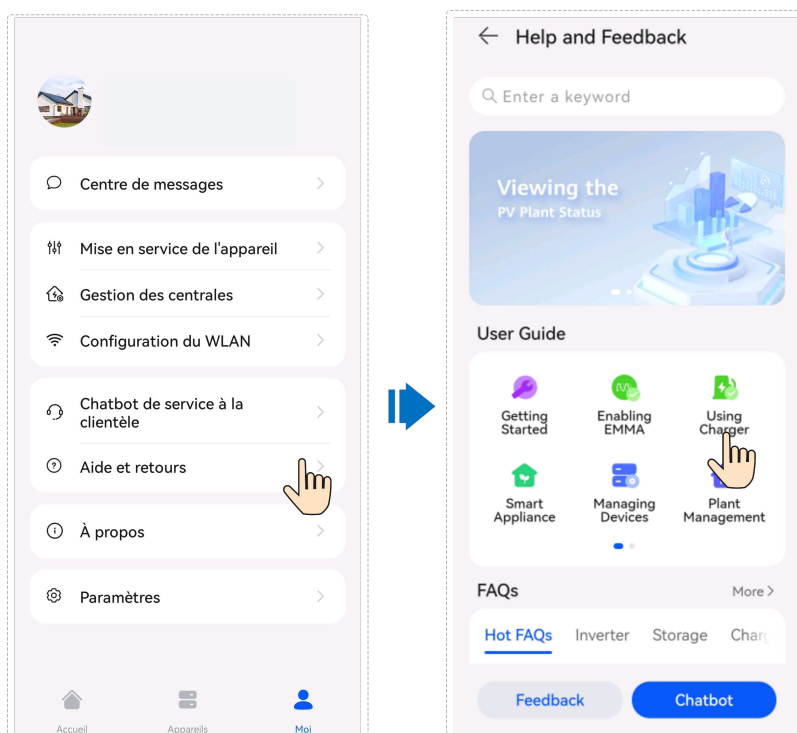 Centre de messages
Mise en service de l'appareil
Gestion des centrales
Configuration du WLAN
Chatbot de service à la
clientèle
Aide et retours
À propos
Paramètres
Accueil
Appareils
Moi
Help and Feedback
Enter a keyword
Viewing the
PV Plant Status
User Guide
Getting
Started
Enabling
EMMA
Using
Charger
Smart
Appliance
Managing
Devices
Plant
Management
FAQs
More >
Hot FAQs
Inverter
Storage
Feedback
Chatbot